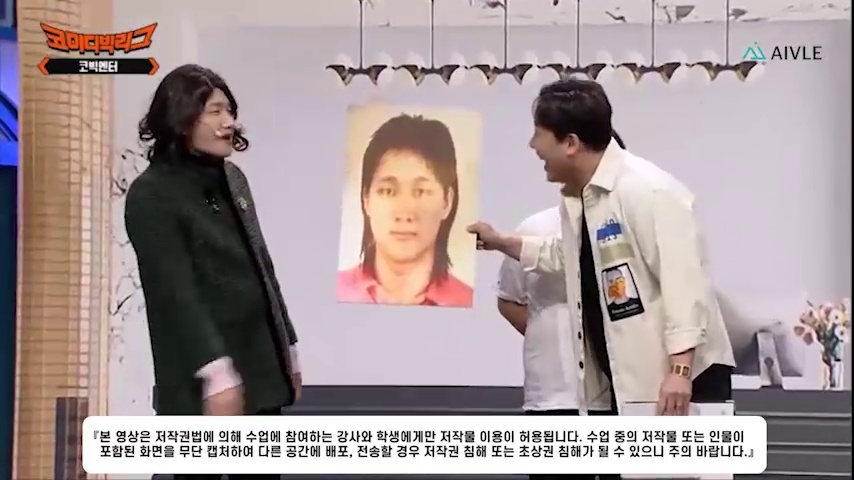 코미디빅리그
코빅엔터
AIVLE
『본 영상은 저작권법에 의해 수업에 참여하는 강사와 학생에게만 저작물 이용이 허용됩니다. 수업 중의 저작물 또는 인물이
포함된 화면을 무단 캡처하여 다른 공간에 배포, 전송할 경우 저작권 침해 또는 초상권 침해가 될 수 있으니 주의 바랍니다.』